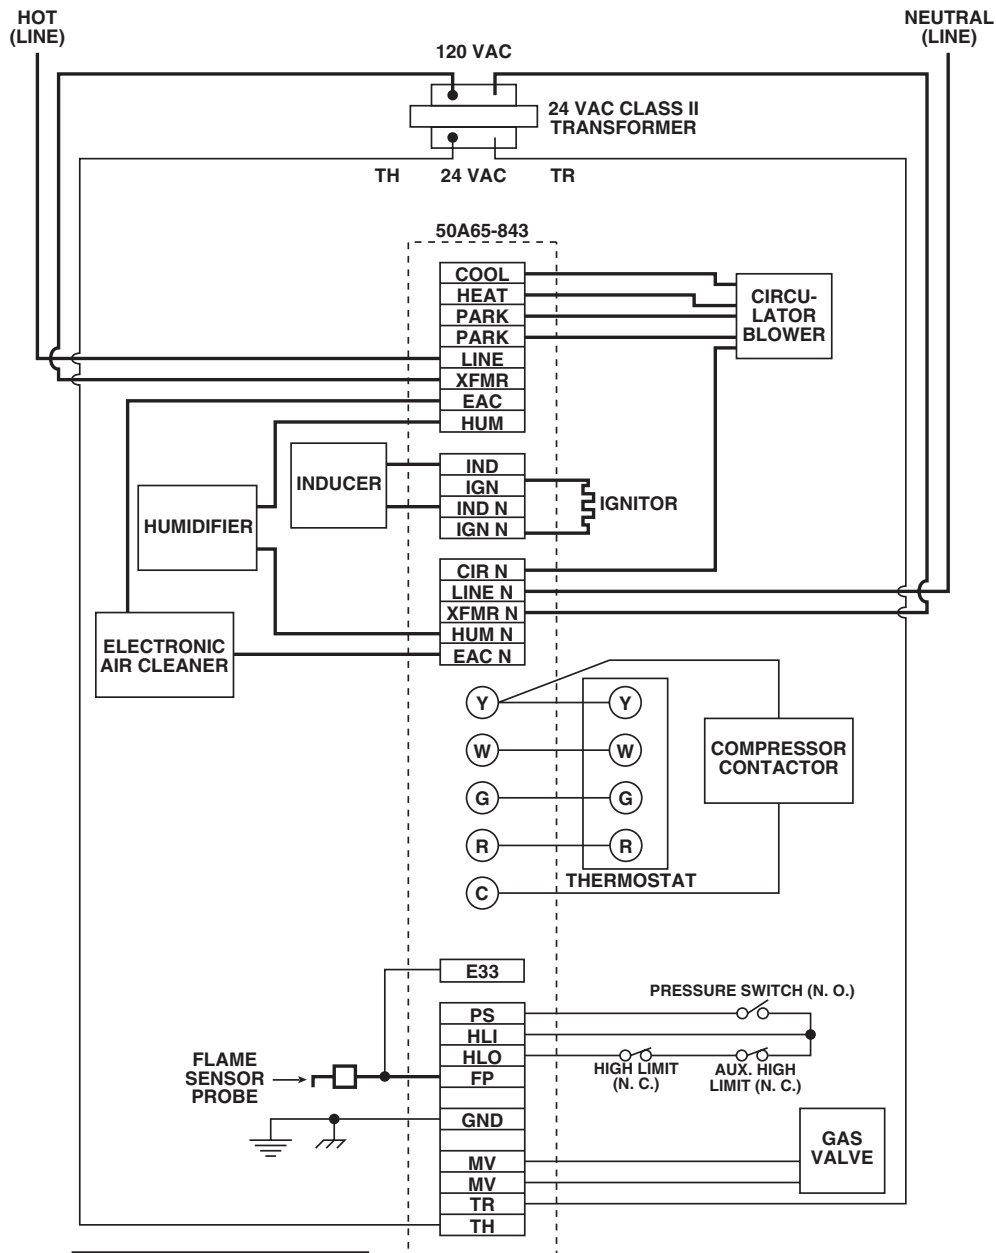 HOT
(LINE)
NEUTRAL
(LINE)
120 VAC
24 VAC CLASS II
TRANSFORMER
TH
24 VAC
TR
50A65-843
COOL
HEAT
PARK
PARK
LINE
XFMR
EAC
HUM
CIRCU-
LATOR
BLOWER
IND
IGN
IND N
IGN N
INDUCER
IGNITOR
HUMIDIFIER
CIR N
LINE N
XFMR N
HUM N
EAC N
ELECTRONIC
AIR CLEANER
Y
W
G
R
C
Y
W
G
R
THERMOSTAT
COMPRESSOR
CONTACTOR
E33
PS
HLI
HLO
FP
GND
MV
MV
TR
TH
PRESSURE SWITCH (N. O.)
HIGH LIMIT
(N. C.)
AUX. HIGH
LIMIT (N. C.)
FLAME
SENSOR
PROBE
GAS
VALVE